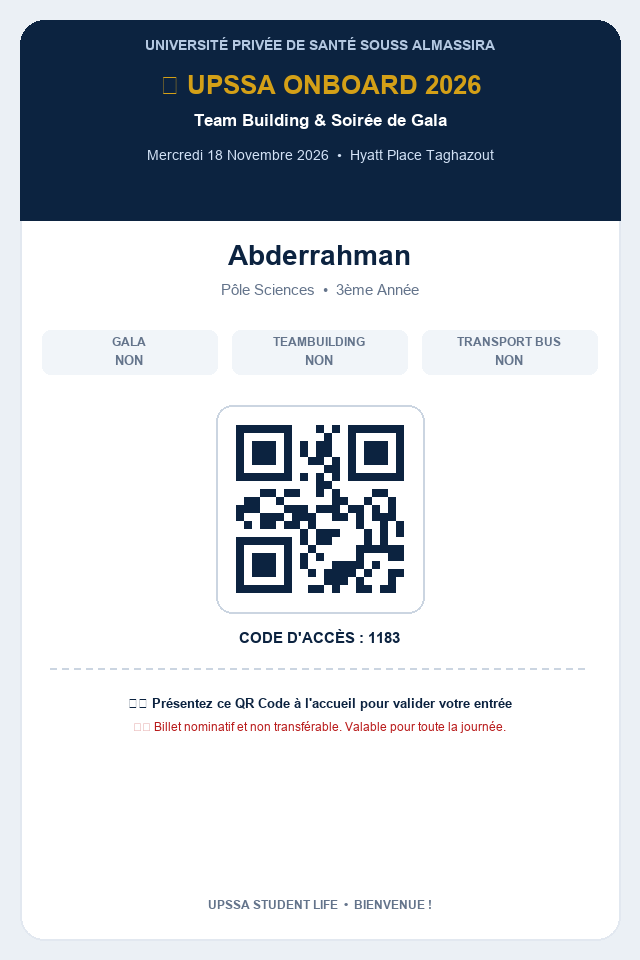 UNIVERSITÉ PRIVÉE DE SANTÉ SOUSS ALMASSIRA
UPSSA ONBOARD 2026
Team Building & Soirée de Gala
Mercredi 18 Novembre 2026 • Hyatt Place Taghazout
Abderrahman
Pôle Sciences • 3ème Année
GALA
NON
TEAMBUILDING
NON
TRANSPORT BUS
NON
CODE D'ACCÈS : 1183
Présentez ce QR Code à l'accueil pour valider votre entrée
Billet nominatif et non transférable. Valable pour toute la journée.
UPSSA STUDENT LIFE • BIENVENUE !